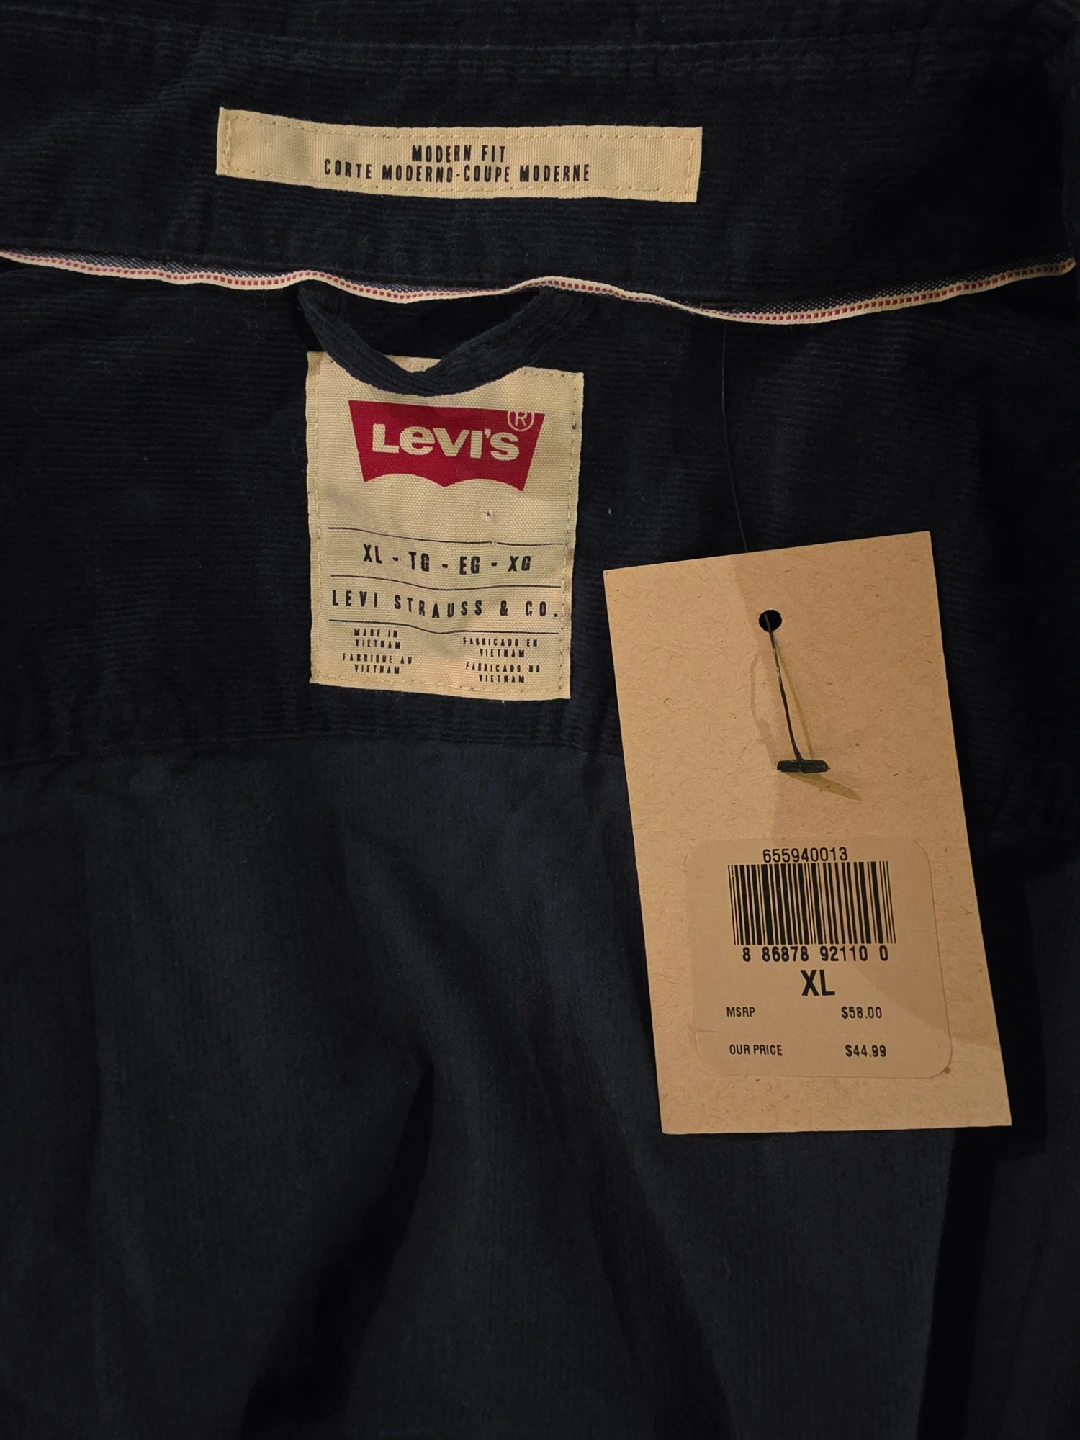 MODERN FIT
CORTE MODERNO-COUPE MODERNE
LEVI'S®
XL - TG - EG - XG
LEVI STRAUSS & CO.
MADE IN
VIETNAM
FABRIQUE AU
VIETNAM
FABRICADO EN
VIETNAM
FABRICADO NO
VIETNAM
655940013
8 86878 92110 0
XL
MSRP $58.00
OUR PRICE $44.99